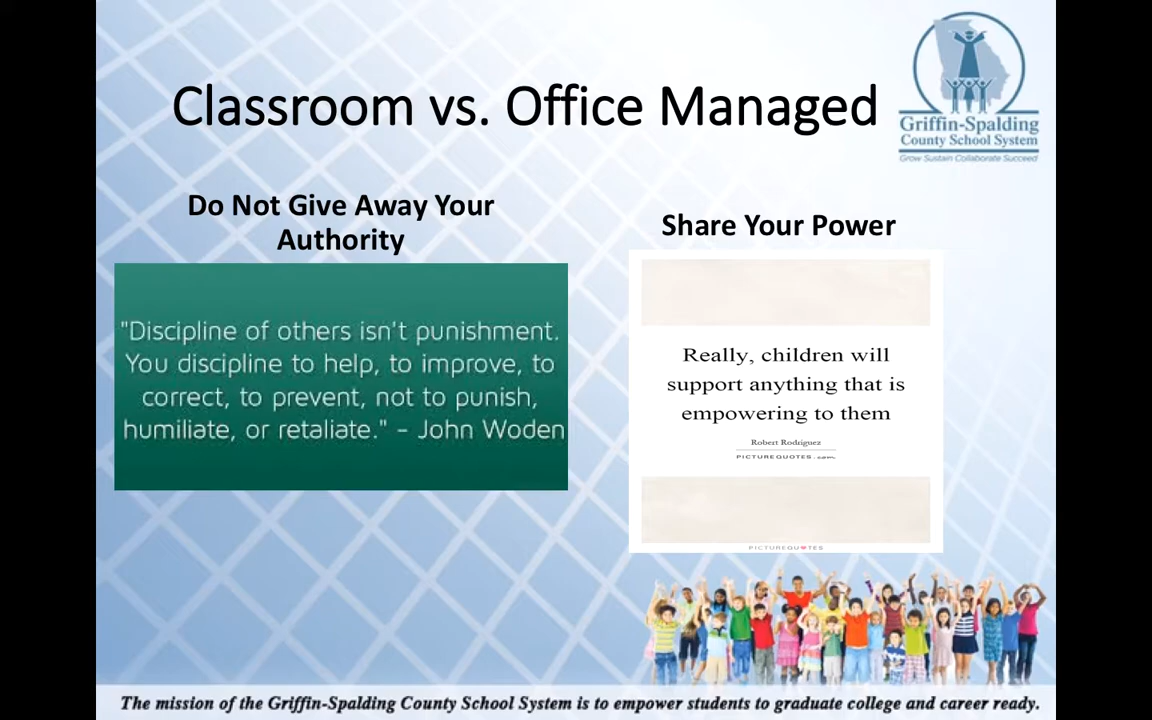 Classroom vs. Office Managed
Griffin-Spalding
County School System
Grow Sustain Collaborate Succeed
Do Not Give Away Your
Authority
"Discipline of others isn't punishment.
You discipline to help, to improve, to
correct, to prevent, not to punish,
humiliate, or retaliate." – John Woden
Share Your Power
Really, children will
support anything that is
empowering to them
Robert Rodriguez
PICTUREQUOTES.com
PICTUREQUOTES
The mission of the Griffin-Spalding County School System is to empower students to graduate college and career ready.